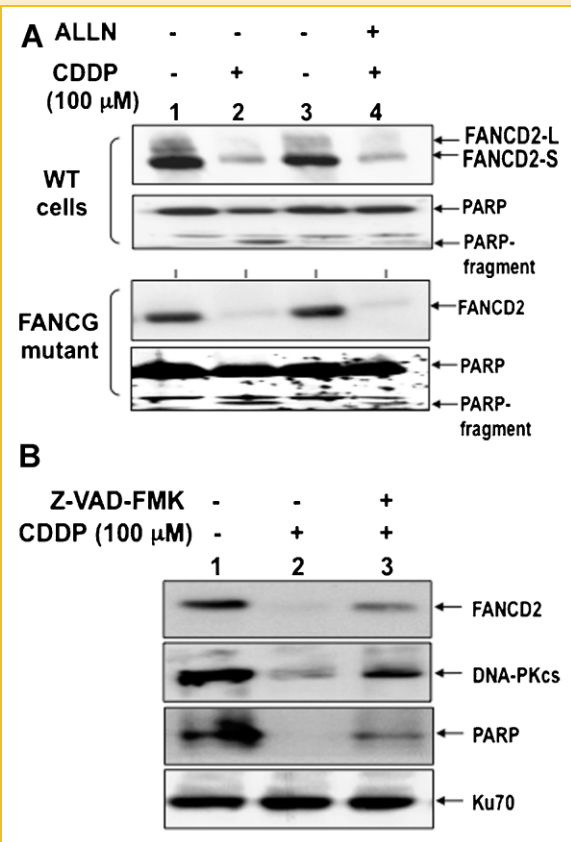 A ALLN - - - +
CDDP - + - +
(100 μM) 1 2 3 4
FANCD2-L
FANCD2-S
WT
cells
PARP
PARP-
fragment
FANCG
mutant
FANCD2
PARP
PARP-
fragment
B
Z-VAD-FMK - - +
CDDP (100 μM) - + +
1 2 3
FANCD2
DNA-PKcs
PARP
Ku70